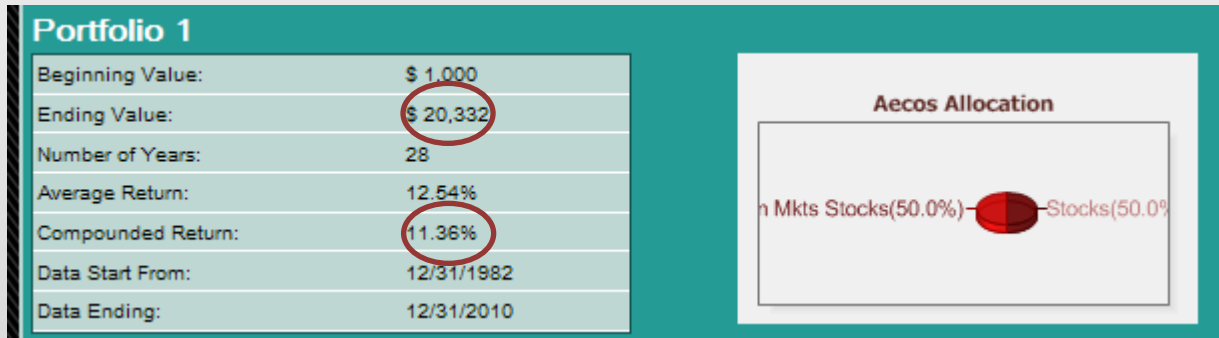 Portfolio 1
Beginning Value: $ 1,000
Ending Value: $ 20,332
Number of Years: 28
Average Return: 12.54%
Compounded Return: 11.36%
Data Start From: 12/31/1982
Data Ending: 12/31/2010
Aecos Allocation
n Mkts Stocks(50.0%) Stocks(50.0%